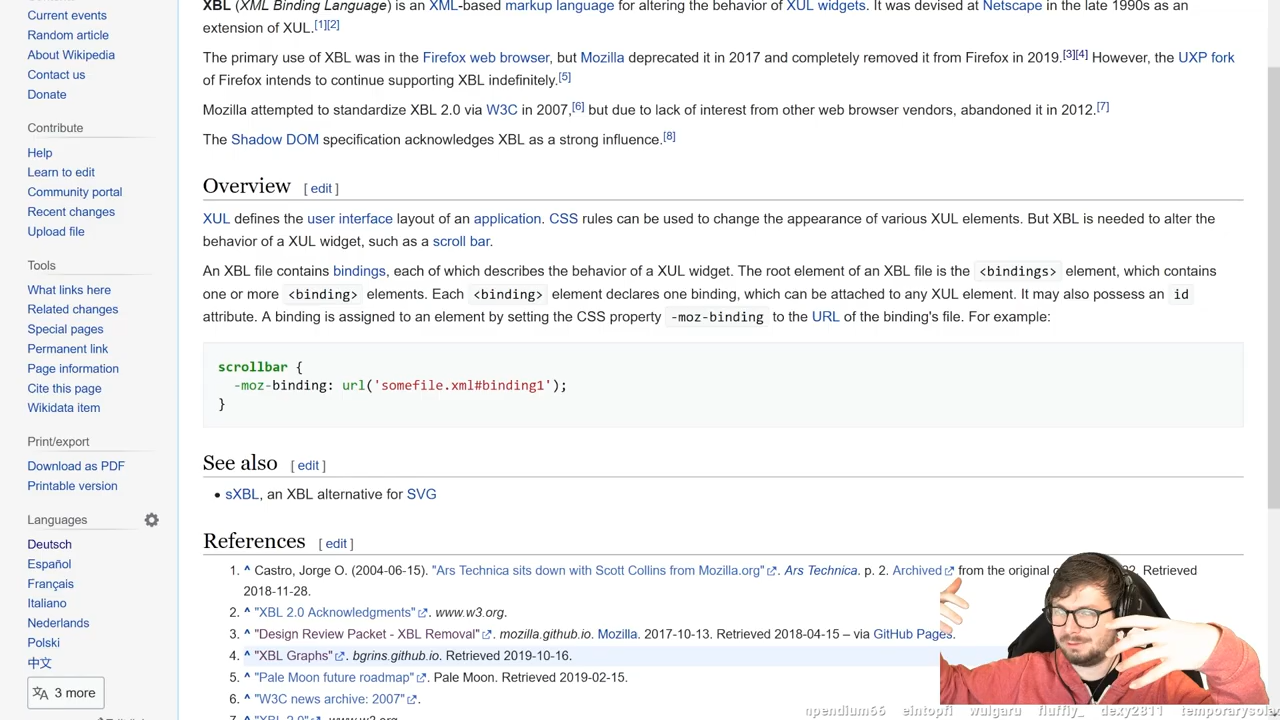 Current events
Random article
About Wikipedia
Contact us
Donate
Contribute
Help
Learn to edit
Community portal
Recent changes
Upload file
Tools
What links here
Related changes
Special pages
Permanent link
Page information
Cite this page
Wikidata item
Print/export
Download as PDF
Printable version
Languages
Deutsch
Español
Français
Italiano
Nederlands
Polski
中文
3 more
XBL (XML Binding Language) is an XML-based markup language for altering the behavior of XUL widgets. It was devised at Netscape in the late 1990s as an
extension of XUL.[1][2]
The primary use of XBL was in the Firefox web browser, but Mozilla deprecated it in 2017 and completely removed it from Firefox in 2019.[3][4] However, the UXP fork
of Firefox intends to continue supporting XBL indefinitely.[5]
Mozilla attempted to standardize XBL 2.0 via W3C in 2007,[6] but due to lack of interest from other web browser vendors, abandoned it in 2012.[7]
The Shadow DOM specification acknowledges XBL as a strong influence.[8]
Overview [ edit ]
XUL defines the user interface layout of an application. CSS rules can be used to change the appearance of various XUL elements. But XBL is needed to alter the
behavior of a XUL widget, such as a scroll bar.
An XBL file contains bindings, each of which describes the behavior of a XUL widget. The root element of an XBL file is the <bindings> element, which contains
one or more <binding> elements. Each <binding> element declares one binding, which can be attached to any XUL element. It may also possess an id
attribute. A binding is assigned to an element by setting the CSS property -moz-binding to the URL of the binding's file. For example:
scrollbar {
-moz-binding: url('somefile.xml#binding1');
}
See also [ edit ]
• sXBL, an XBL alternative for SVG
References [ edit ]
1. ^ Castro, Jorge O. (2004-06-15). "Ars Technica sits down with Scott Collins from Mozilla.org". Ars Technica. p. 2. Archived from the original Retrieved
2018-11-28.
2. ^ "XBL 2.0 Acknowledgments". www.w3.org.
3. ^ "Design Review Packet - XBL Removal". mozilla.github.io. Mozilla. 2017-10-13. Retrieved 2018-04-15 – via GitHub Pages.
4. ^ "XBL Graphs". bgrins.github.io. Retrieved 2019-10-16.
5. ^ "Pale Moon future roadmap". Pale Moon. Retrieved 2019-02-15.
6. ^ "W3C news archive: 2007".
7. ^ "XBL 2.0". www.w3.org.
npendium66 eintopfi wulgaru fluffly_ dexy2811 temporarysola